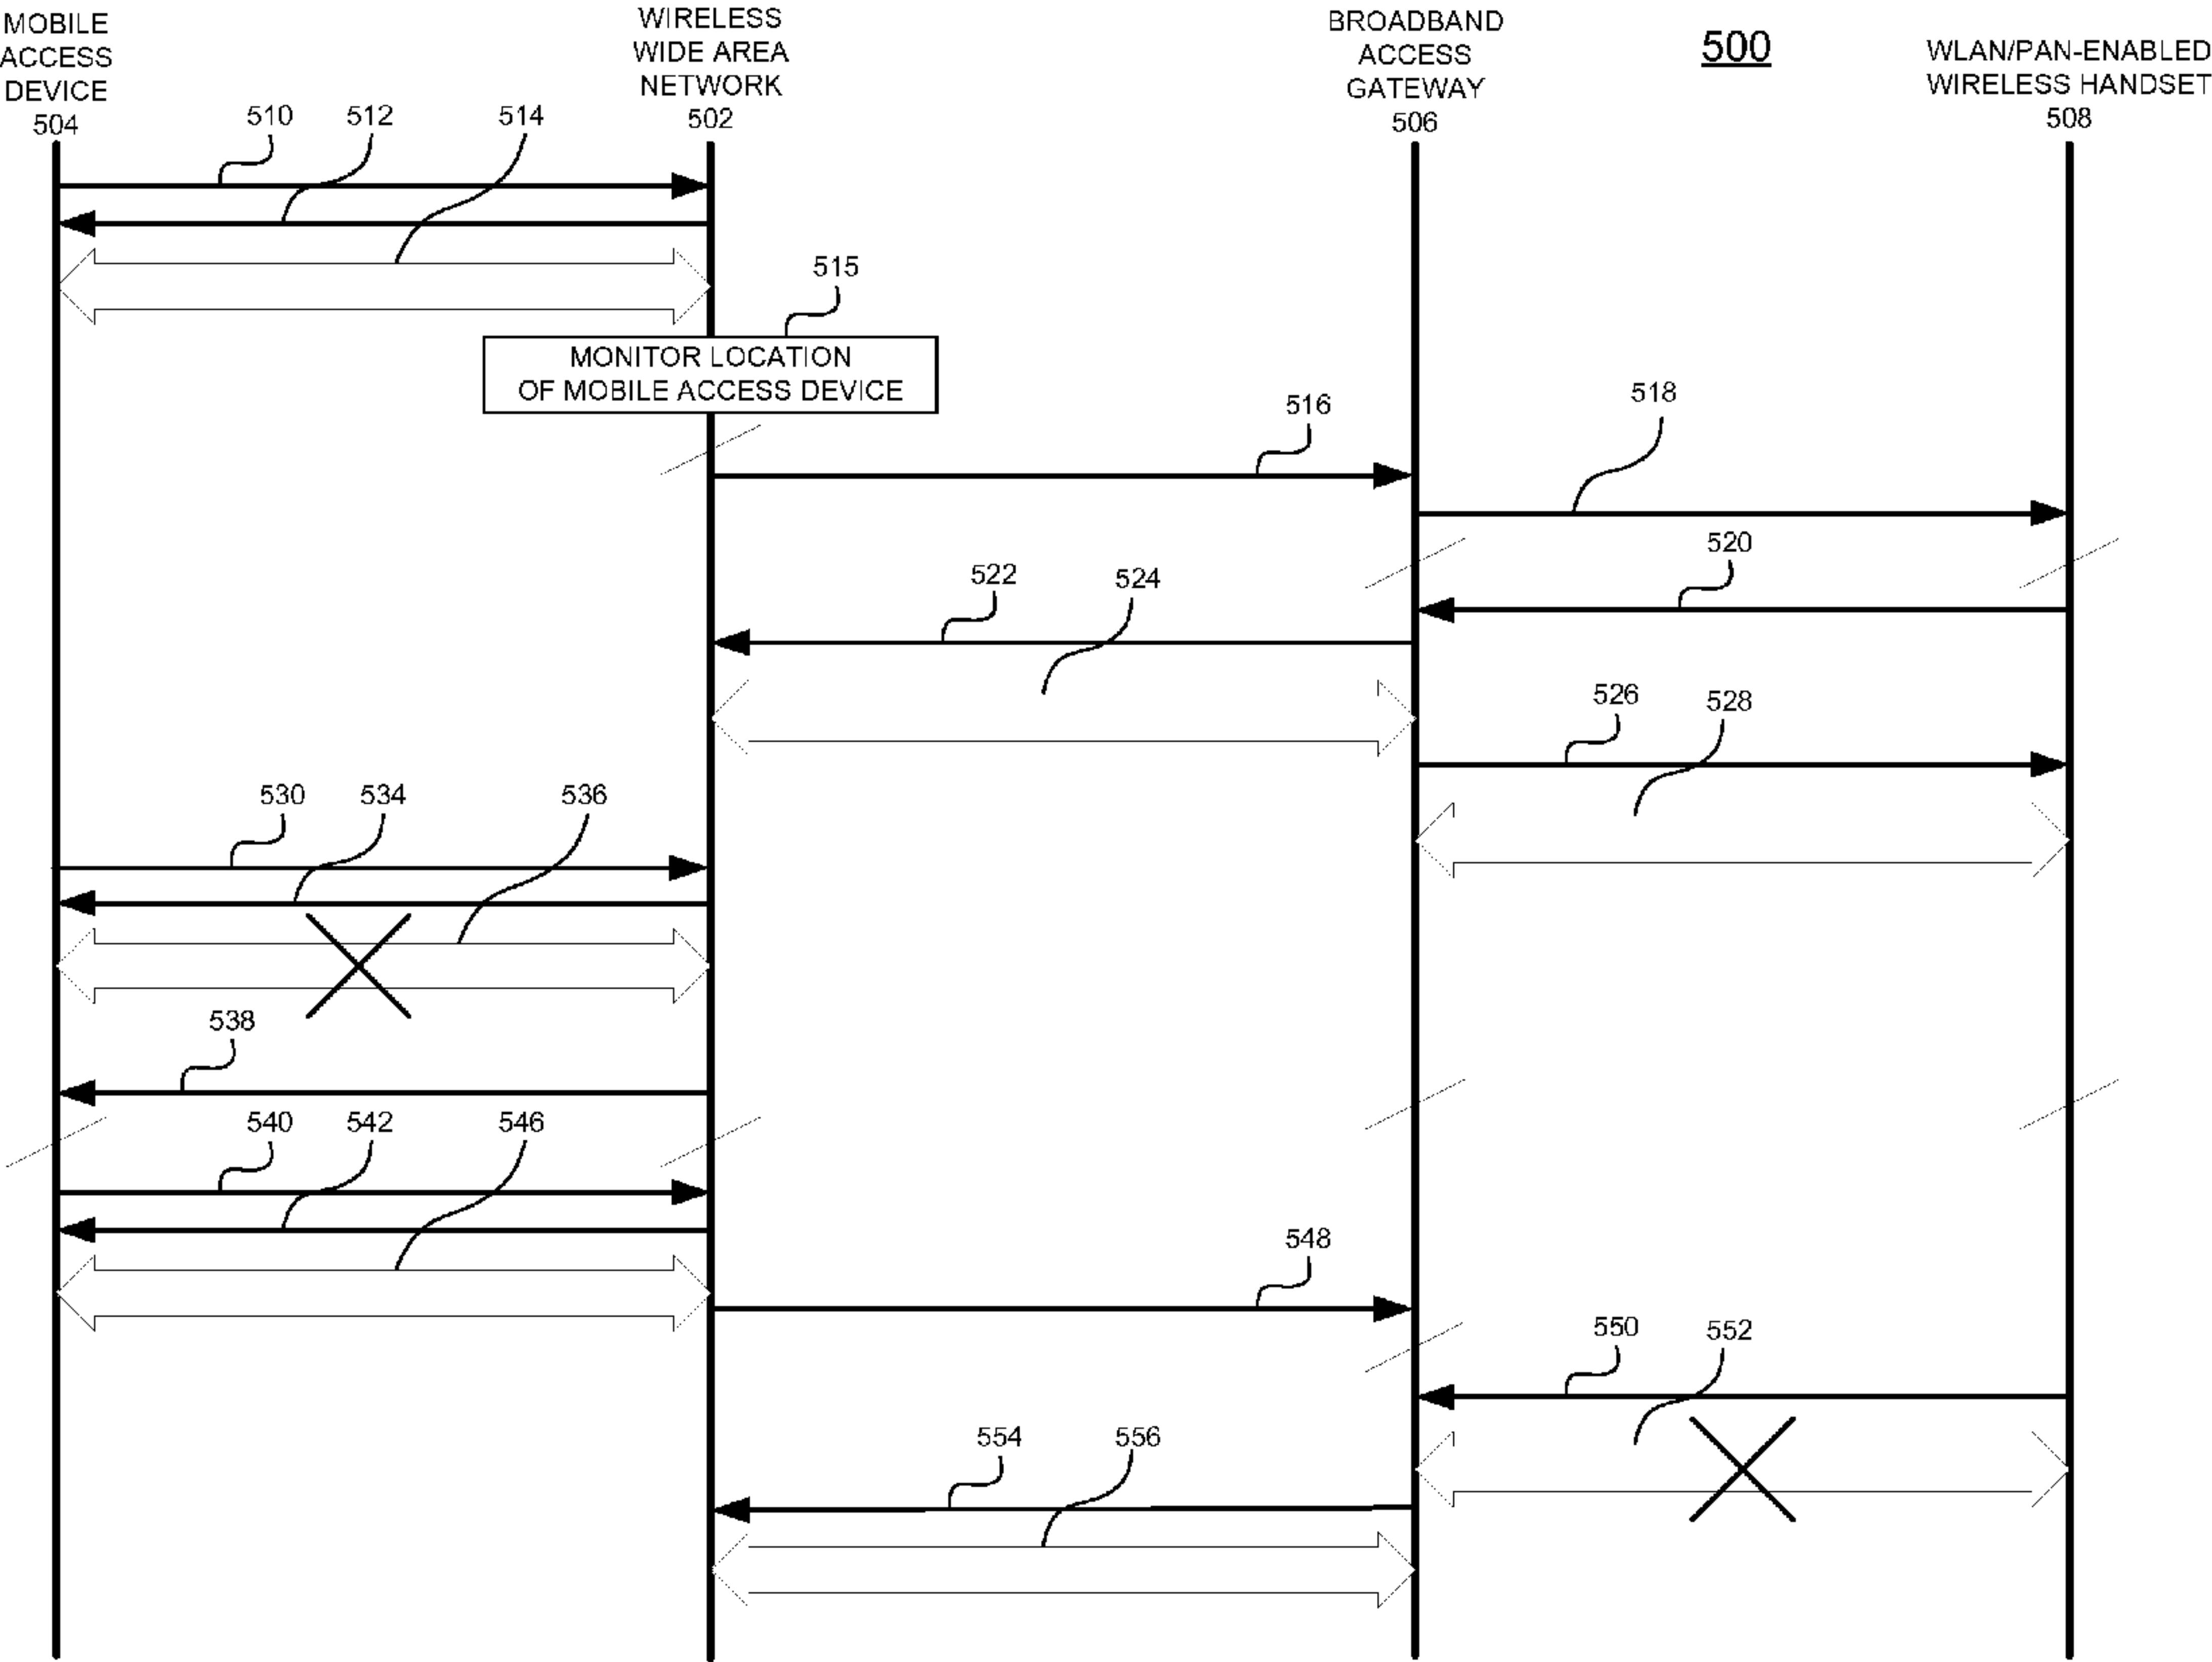 MOBILE
ACCESS
DEVICE
504
WIRELESS
WIDE AREA
NETWORK
502
BROADBAND
ACCESS
GATEWAY
506
500
WLAN/PAN-ENABLED
WIRELESS HANDSET
508
510
512
514
515
MONITOR LOCATION
OF MOBILE ACCESS DEVICE
516
518
520
522
524
526
528
530
534
536
538
540
542
546
548
550
552
554
556